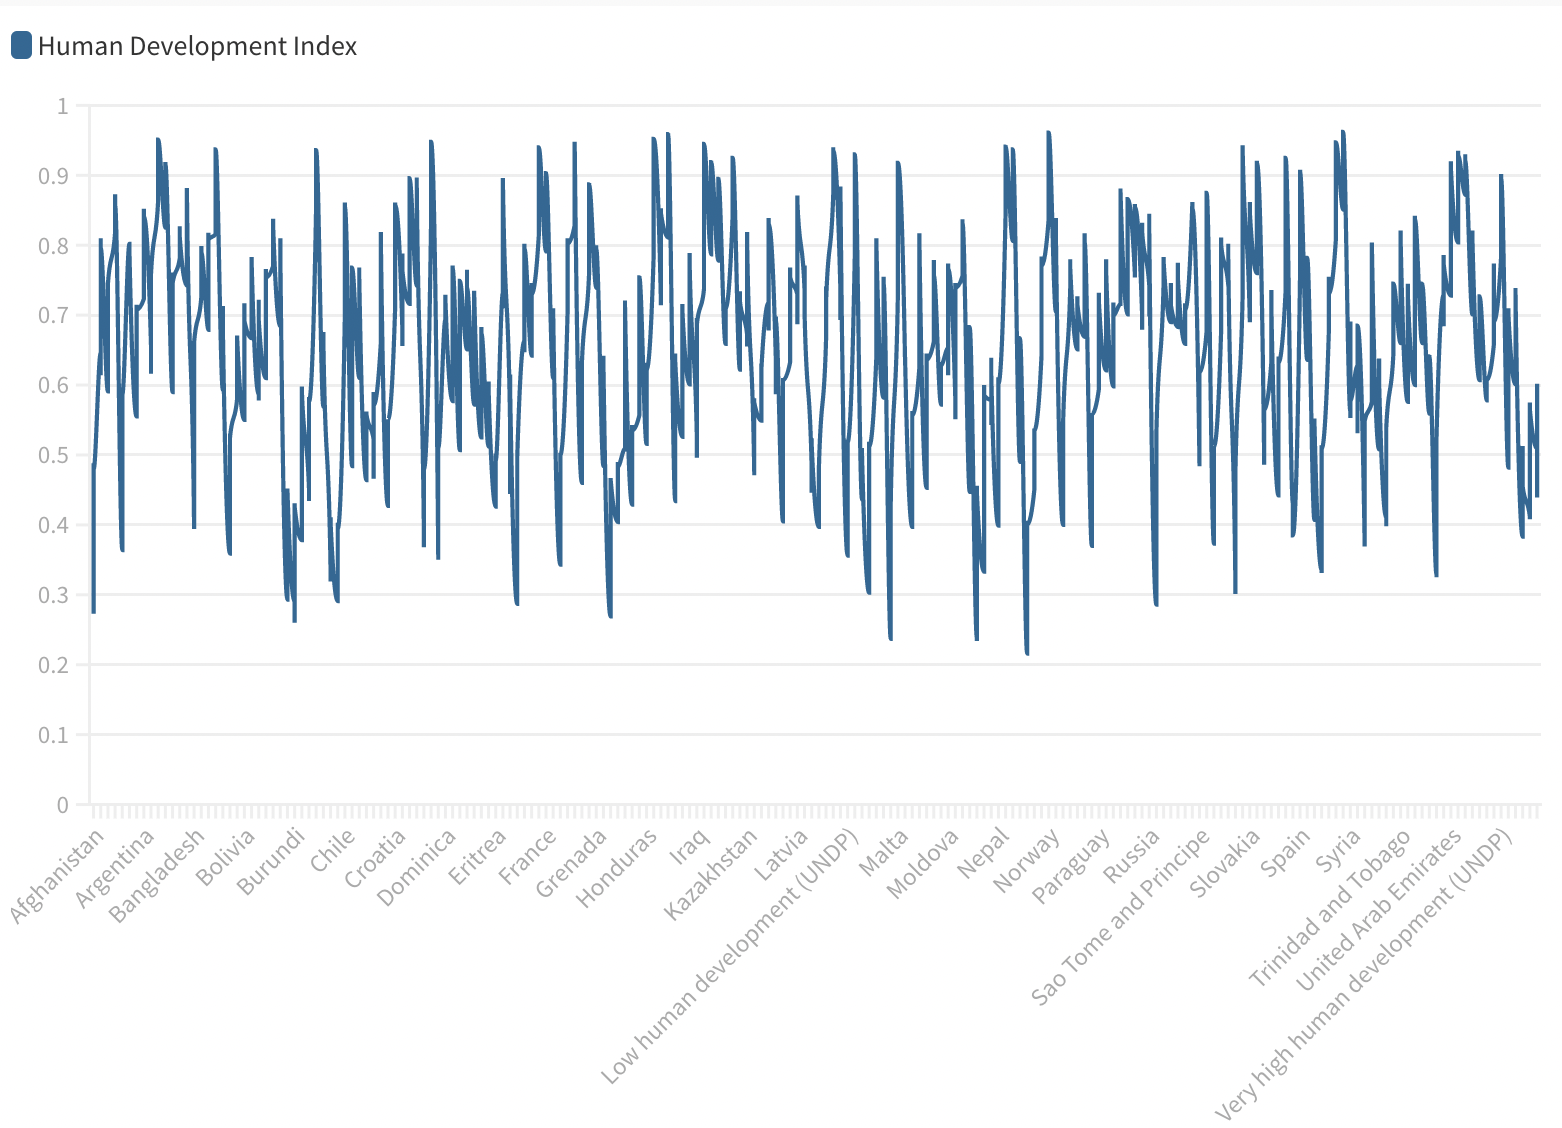 Human Development Index
1
0.9
0.8
0.7
0.6
0.5
0.4
0.3
0.2
0.1
0
Afghanistan
Argentina
Bangladesh
Bolivia
Burundi
Chile
Croatia
Dominica
Eritrea
France
Grenada
Honduras
Iraq
Kazakhstan
Latvia
Low human development (UNDP)
Malta
Moldova
Nepal
Norway
Paraguay
Russia
Sao Tome and Principe
Slovakia
Spain
Syria
Trinidad and Tobago
United Arab Emirates
Very high human development (UNDP)